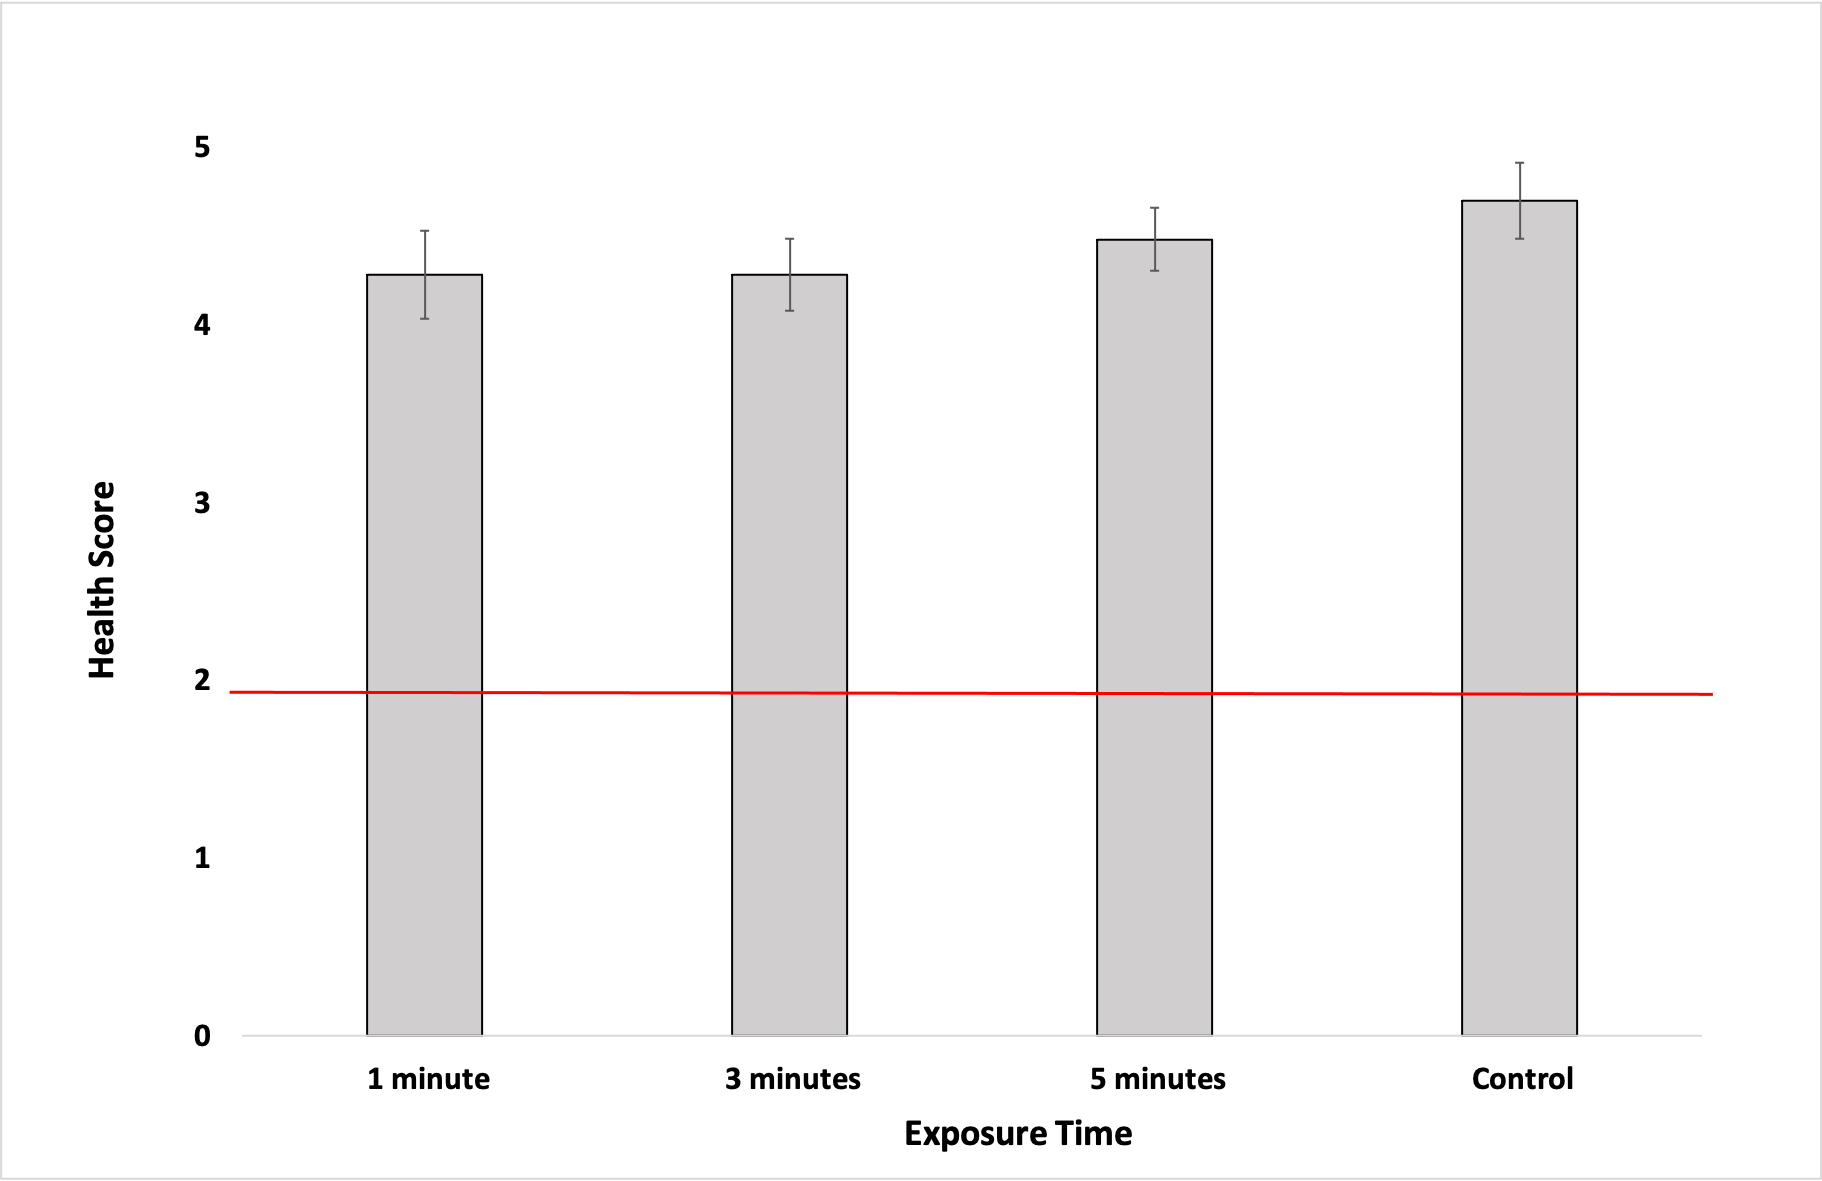 5
4
3
2
1
0
Health Score
1 minute
3 minutes
5 minutes
Control
Exposure Time